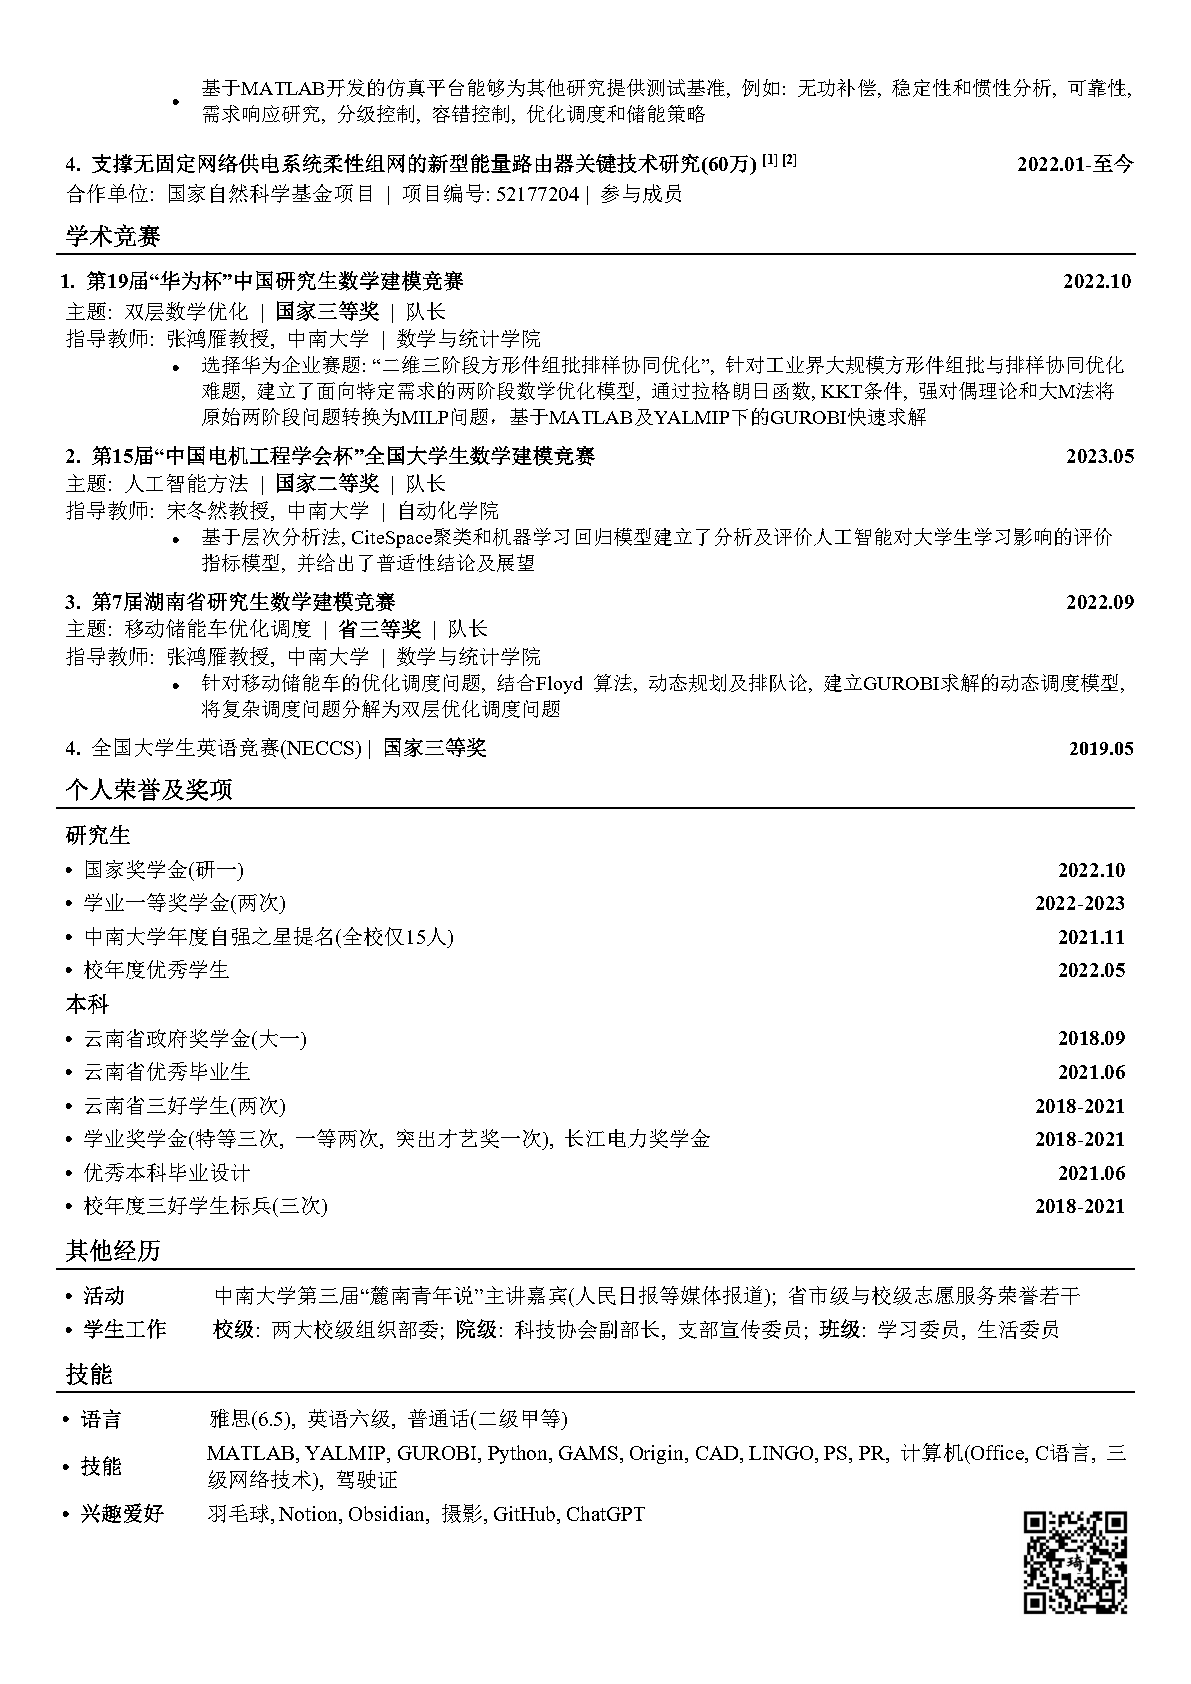 • 基于MATLAB开发的仿真平台能够为其他研究提供测试基准, 例如: 无功补偿, 稳定性和惯性分析, 可靠性,
需求响应研究, 分级控制, 容错控制, 优化调度和储能策略
4. 支撑无固定网络供电系统柔性组网的新型能量路由器关键技术研究(60万) [1] [2] 2022.01-至今
合作单位: 国家自然科学基金项目 | 项目编号: 52177204 | 参与成员
学术竞赛
1. 第19届“华为杯”中国研究生数学建模竞赛 2022.10
主题: 双层数学优化 | 国家三等奖 | 队长
指导教师: 张鸿雁教授, 中南大学 | 数学与统计学院
• 选择华为企业赛题: “二维三阶段方形件组批排样协同优化”, 针对工业界大规模方形件组批与排样协同优化
难题, 建立了面向特定需求的两阶段数学优化模型, 通过拉格朗日函数, KKT条件, 强对偶理论和大M法将
原始两阶段问题转换为MILP问题，基于MATLAB及YALMIP下的GUROBI快速求解
2. 第15届“中国电机工程学会杯”全国大学生数学建模竞赛 2023.05
主题: 人工智能方法 | 国家二等奖 | 队长
指导教师: 宋冬然教授, 中南大学 | 自动化学院
• 基于层次分析法, CiteSpace聚类和机器学习回归模型建立了分析及评价人工智能对大学生学习影响的评价
指标模型, 并给出了普适性结论及展望
3. 第7届湖南省研究生数学建模竞赛 2022.09
主题: 移动储能车优化调度 | 省三等奖 | 队长
指导教师: 张鸿雁教授, 中南大学 | 数学与统计学院
• 针对移动储能车的优化调度问题, 结合Floyd 算法, 动态规划及排队论, 建立GUROBI求解的动态调度模型,
将复杂调度问题分解为双层优化调度问题
4. 全国大学生英语竞赛(NECCS) | 国家三等奖 2019.05
个人荣誉及奖项
研究生
• 国家奖学金(研一) 2022.10
• 学业一等奖学金(两次) 2022-2023
• 中南大学年度自强之星提名(全校仅15人) 2021.11
• 校年度优秀学生 2022.05
本科
• 云南省政府奖学金(大一) 2018.09
• 云南省优秀毕业生 2021.06
• 云南省三好学生(两次) 2018-2021
• 学业奖学金(特等三次, 一等两次, 突出才艺奖一次), 长江电力奖学金 2018-2021
• 优秀本科毕业设计 2021.06
• 校年度三好学生标兵(三次) 2018-2021
其他经历
• 活动 中南大学第三届“麓南青年说”主讲嘉宾(人民日报等媒体报道); 省市级与校级志愿服务荣誉若干
• 学生工作 校级: 两大校级组织部委; 院级: 科技协会副部长, 支部宣传委员; 班级: 学习委员, 生活委员
技能
• 语言 雅思(6.5), 英语六级, 普通话(二级甲等)
• 技能 MATLAB, YALMIP, GUROBI, Python, GAMS, Origin, CAD, LINGO, PS, PR, 计算机(Office, C语言, 三
级网络技术), 驾驶证
• 兴趣爱好 羽毛球, Notion, Obsidian, 摄影, GitHub, ChatGPT
琦